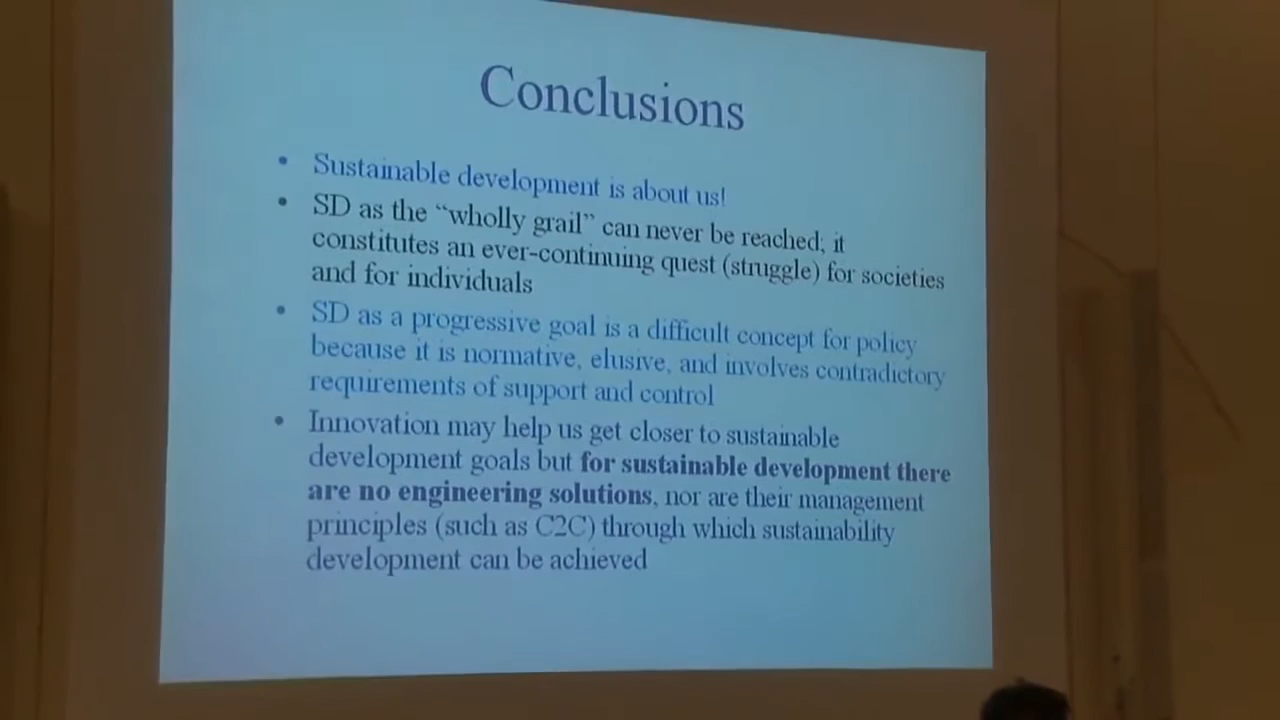 Conclusions
• Sustainable development is about us!
• SD as the “wholly grail” can never be reached; it
constitutes an ever-continuing quest (struggle) for societies
and for individuals
• SD as a progressive goal is a difficult concept for policy
because it is normative, elusive, and involves contradictory
requirements of support and control
• Innovation may help us get closer to sustainable
development goals but for sustainable development there
are no engineering solutions, nor are their management
principles (such as C2C) through which sustainability
development can be achieved